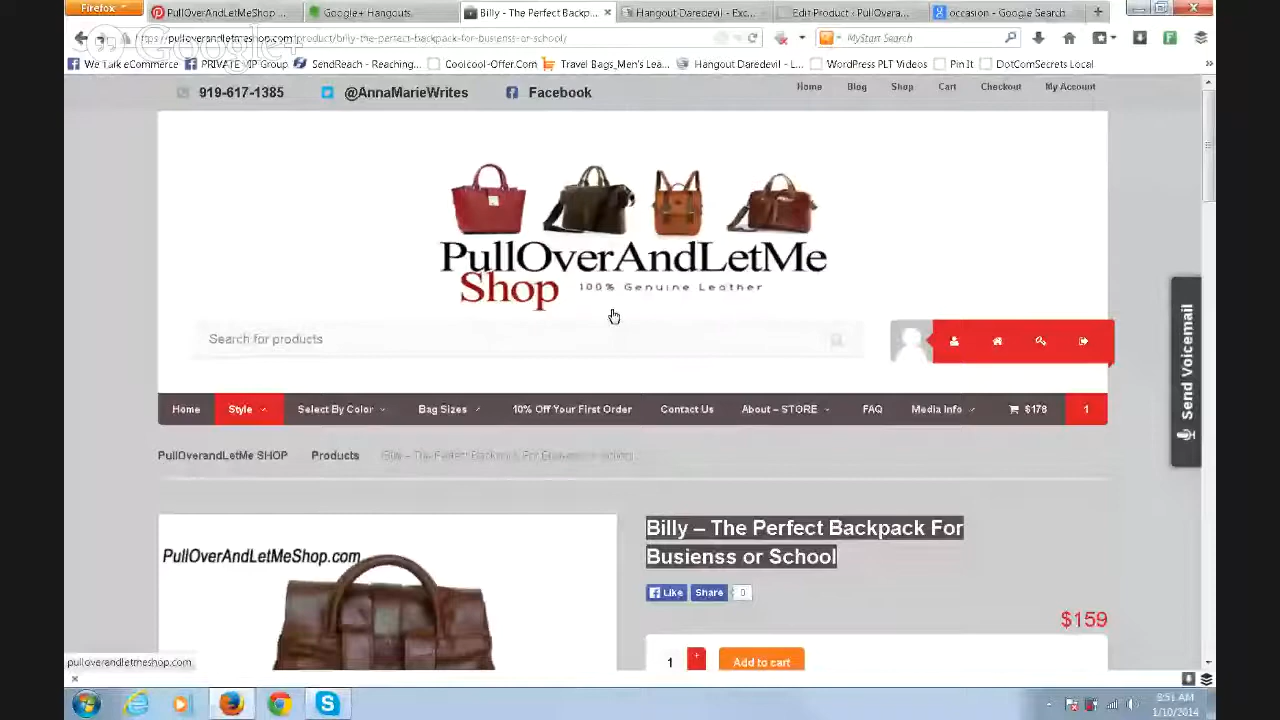 Firefox
PullOverAndLetMeShop ...
Google+ Hangouts
Billy - The Perfect Backp...
Hangout Daredevil - Exc...
Edit Product
occasion - Google Search
https://pulloverandletmeshop.com/product/billy-the-perfect-backpack-for-busienss-or-school/
MyStart Search
We Talk eCommerce
PRIVATE VIP Group
SendReach - Reaching...
Coolcool-Offer.Com
Travel Bags,Men's Lea...
Hangout Daredevil - E...
WordPress PLT Videos
Pin It
DotComSecrets Local
Google+
919-617-1385
@AnnaMarieWrites
Facebook
Home
Blog
Shop
Cart
Checkout
My Account
PullOverAndLetMe
Shop 100% Genuine Leather
Search for products
Send Voicemail
Home
Style
Select By Color
Bag Sizes
10% Off Your First Order
Contact Us
About – STORE
FAQ
Media Info
$178
1
PullOverandLetMe SHOP
Products
Billy – The Perfect Backpack For Busienss or School
PullOverAndLetMeShop.com
Billy – The Perfect Backpack For
Busienss or School
Like
Share
0
$159
1
+
Add to cart
pulloverandletmeshop.com
8:51 AM
1/10/2014